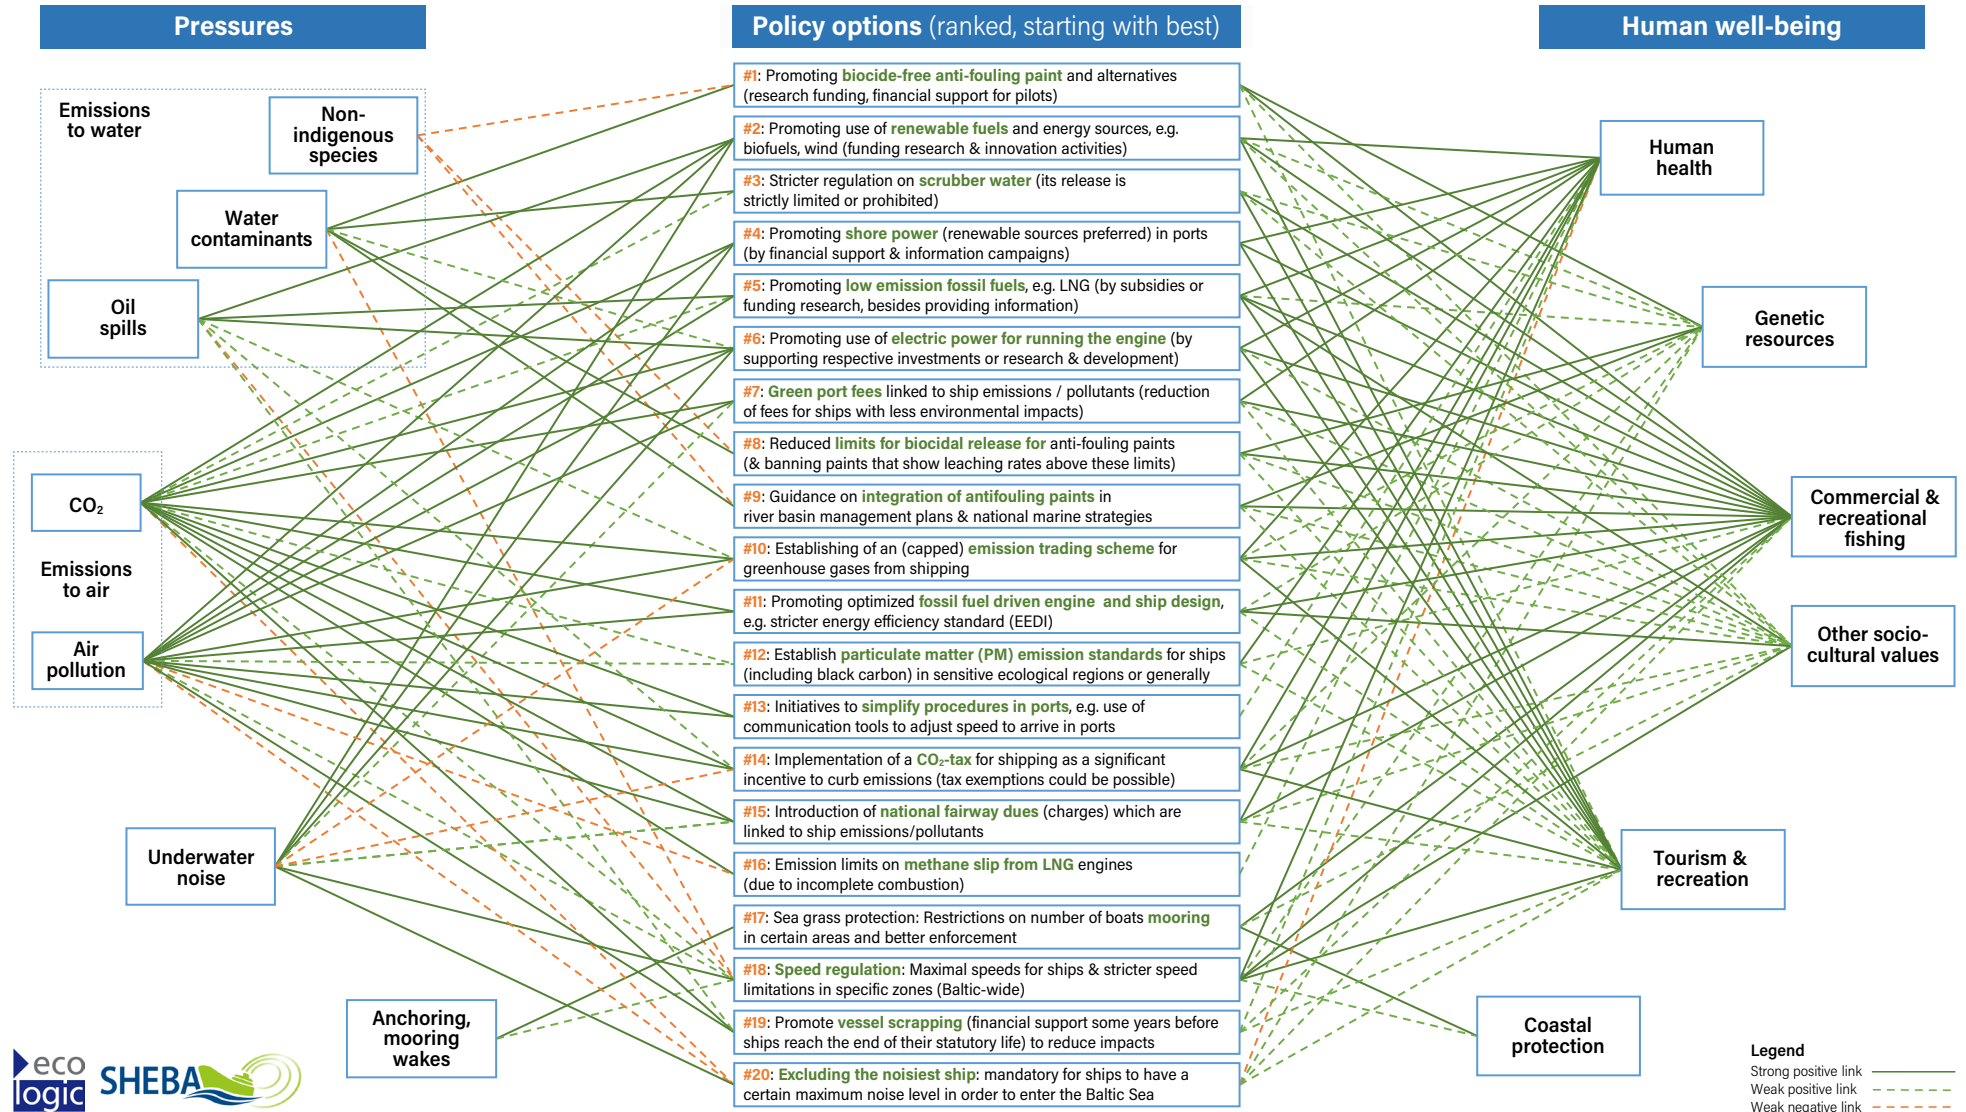 Pressures
Policy options (ranked, starting with best)
Human well-being
Emissions
to water
Non-
indigenous
species
Water
contaminants
Oil
spills
CO₂
Emissions
to air
Air
pollution
Underwater
noise
Anchoring,
mooring
wakes
#1: Promoting biocide-free anti-fouling paint and alternatives
(research funding, financial support for pilots)
#2: Promoting use of renewable fuels and energy sources, e.g.
biofuels, wind (funding research & innovation activities)
#3: Stricter regulation on scrubber water (its release is
strictly limited or prohibited)
#4: Promoting shore power (renewable sources preferred) in ports
(by financial support & information campaigns)
#5: Promoting low emission fossil fuels, e.g. LNG (by subsidies or
funding research, besides providing information)
#6: Promoting use of electric power for running the engine (by
supporting respective investments or research & development)
#7: Green port fees linked to ship emissions / pollutants (reduction
of fees for ships with less environmental impacts)
#8: Reduced limits for biocidal release for anti-fouling paints
(& banning paints that show leaching rates above these limits)
#9: Guidance on integration of antifouling paints in
river basin management plans & national marine strategies
#10: Establishing of an (capped) emission trading scheme for
greenhouse gases from shipping
#11: Promoting optimized fossil fuel driven engine and ship design,
e.g. stricter energy efficiency standard (EEDI)
#12: Establish particulate matter (PM) emission standards for ships
(including black carbon) in sensitive ecological regions or generally
#13: Initiatives to simplify procedures in ports, e.g. use of
communication tools to adjust speed to arrive in ports
#14: Implementation of a CO₂-tax for shipping as a significant
incentive to curb emissions (tax exemptions could be possible)
#15: Introduction of national fairway dues (charges) which are
linked to ship emissions/pollutants
#16: Emission limits on methane slip from LNG engines
(due to incomplete combustion)
#17: Sea grass protection: Restrictions on number of boats mooring
in certain areas and better enforcement
#18: Speed regulation: Maximal speeds for ships & stricter speed
limitations in specific zones (Baltic-wide)
#19: Promote vessel scrapping (financial support some years before
ships reach the end of their statutory life) to reduce impacts
#20: Excluding the noisiest ship: mandatory for ships to have a
certain maximum noise level in order to enter the Baltic Sea
Human
health
Genetic
resources
Commercial &
recreational
fishing
Other socio-
cultural values
Tourism &
recreation
Coastal
protection
eco
logic
SHEBA
Legend
Strong positive link
Weak positive link
Weak negative link